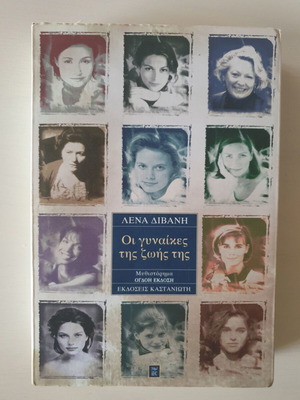 ΛΕΝΑ ΔΙΒΑΝΗ
Οι γυναίκες
της ζωής της
Μυθιστόρημα
ΟΓΔΟΗ ΕΚΔΟΣΗ
ΕΚΔΟΣΕΙΣ ΚΑΣΤΑΝΙΩΤΗ